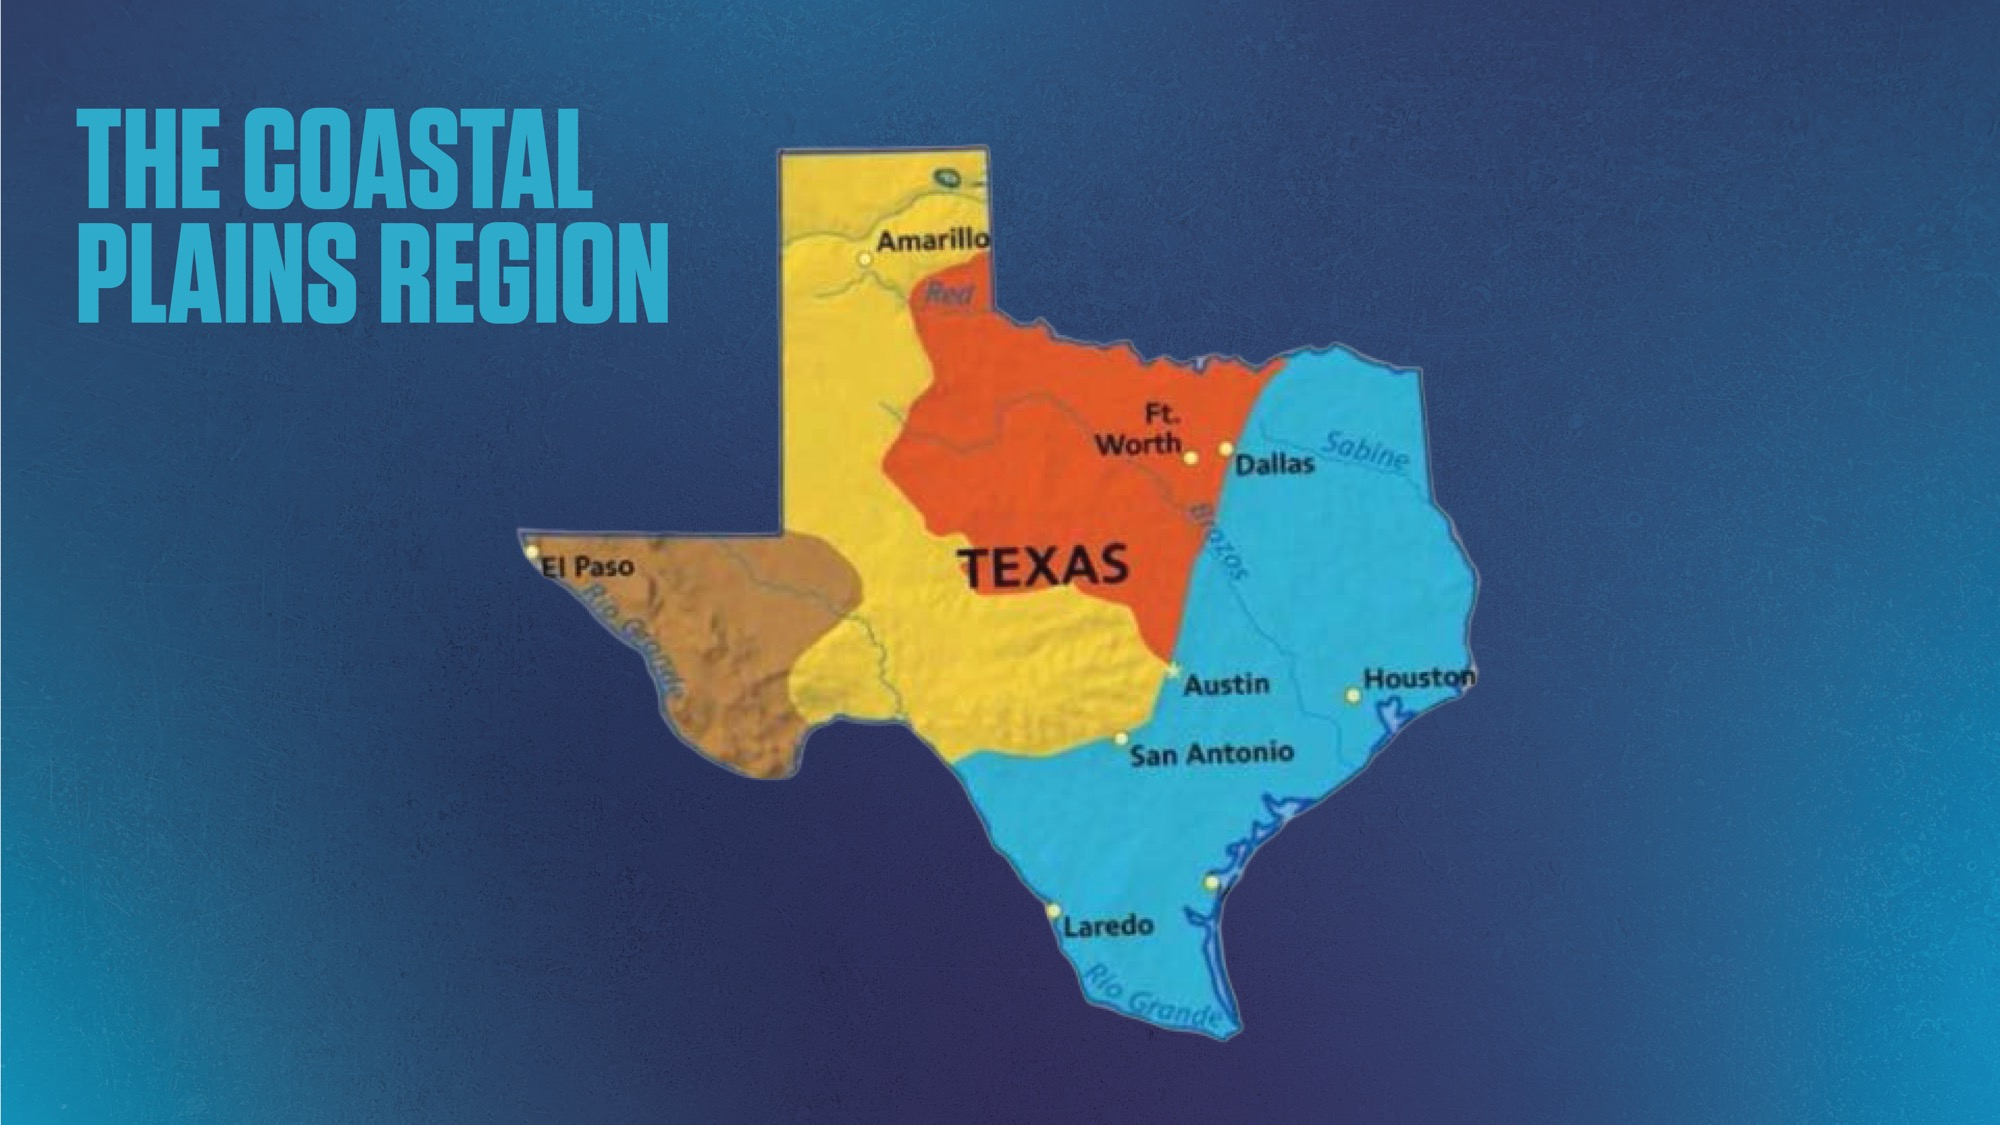 THE COASTAL
PLAINS REGION
Amarillo
Red
Ft.
Worth
Dallas
Sabine
Brazos
TEXAS
El Paso
Rio Grande
Austin
Houston
San Antonio
Laredo
Rio Grande